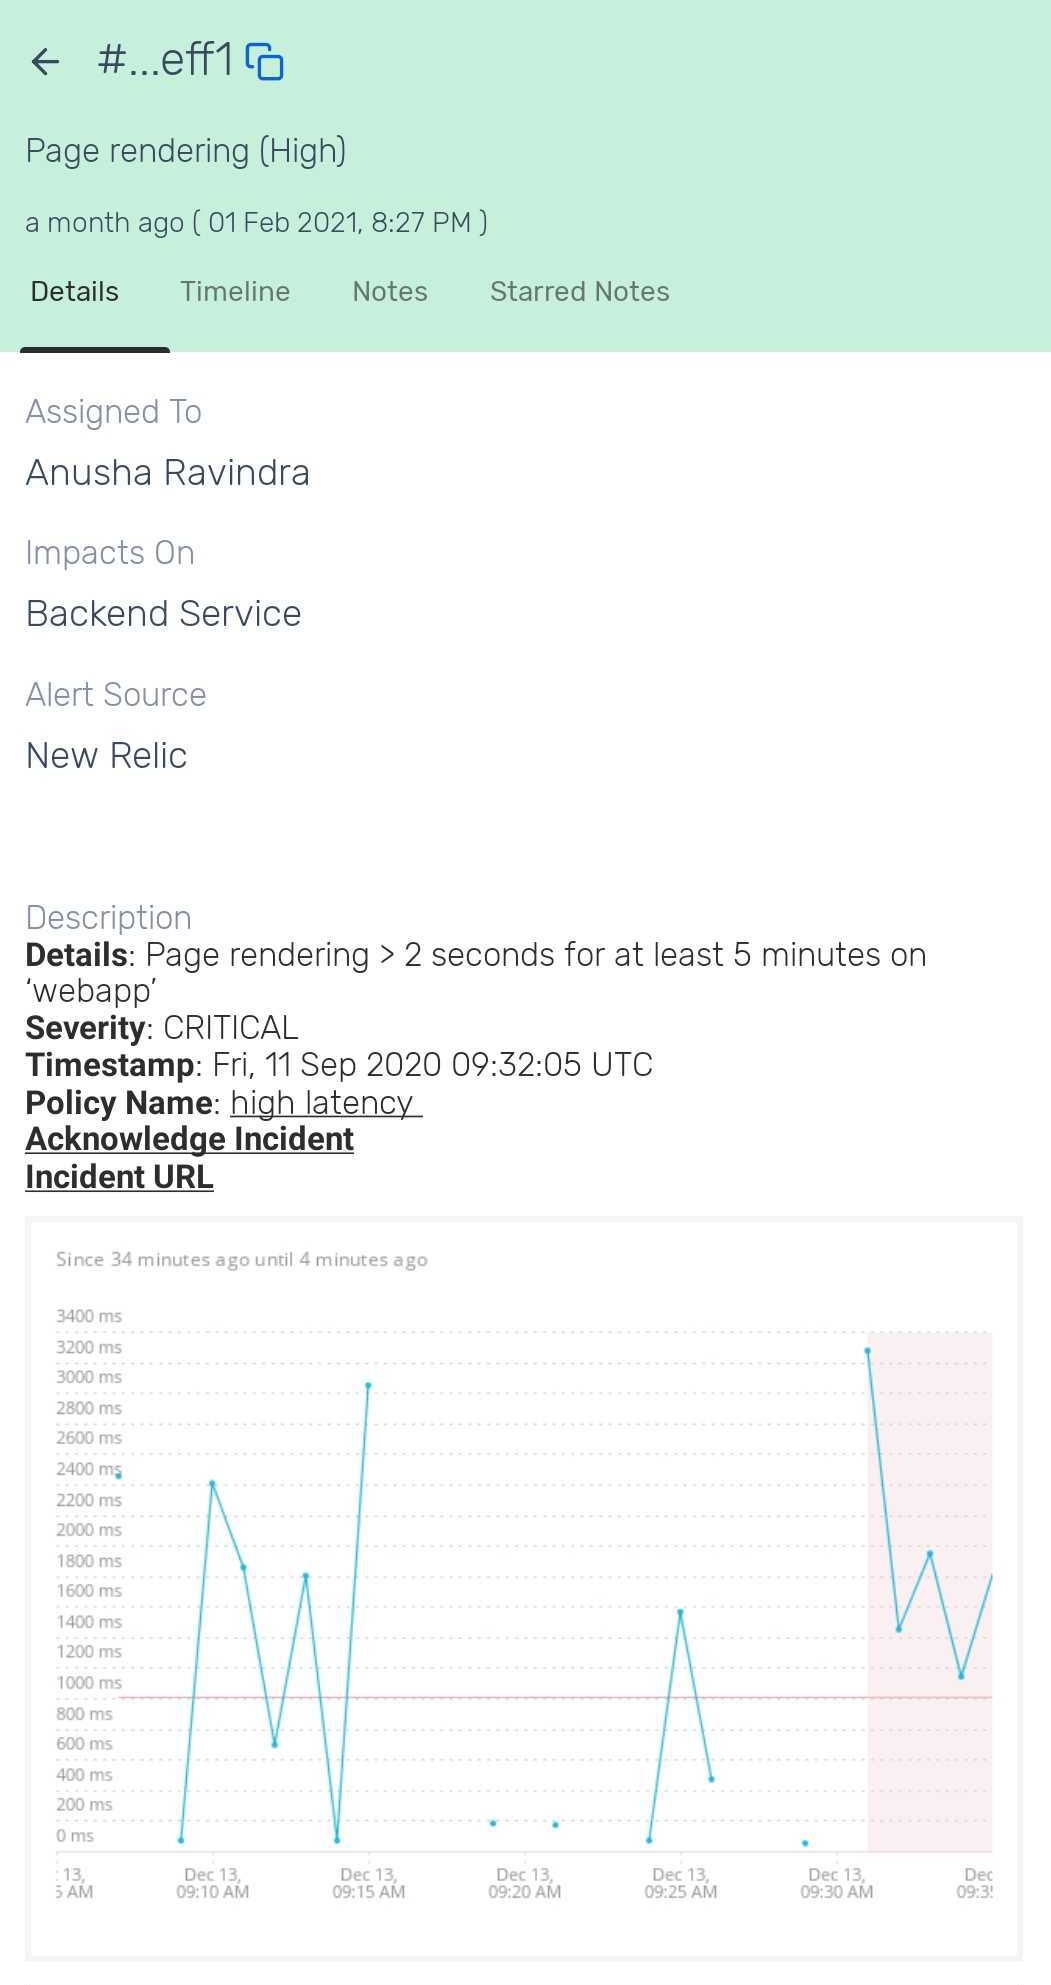 #...eff1
Page rendering (High)
a month ago ( 01 Feb 2021, 8:27 PM )
Details Timeline Notes Starred Notes
Assigned To
Anusha Ravindra
Impacts On
Backend Service
Alert Source
New Relic
Description
Details: Page rendering > 2 seconds for at least 5 minutes on
‘webapp’
Severity: CRITICAL
Timestamp: Fri, 11 Sep 2020 09:32:05 UTC
Policy Name: high latency
Acknowledge Incident
Incident URL
Since 34 minutes ago until 4 minutes ago
3400 ms
3200 ms
3000 ms
2800 ms
2600 ms
2400 ms
2200 ms
2000 ms
1800 ms
1600 ms
1400 ms
1200 ms
1000 ms
800 ms
600 ms
400 ms
200 ms
0 ms
13, Dec 13, Dec 13, Dec 13, Dec 13, Dec 13, Dec
AM 09:10 AM 09:15 AM 09:20 AM 09:25 AM 09:30 AM